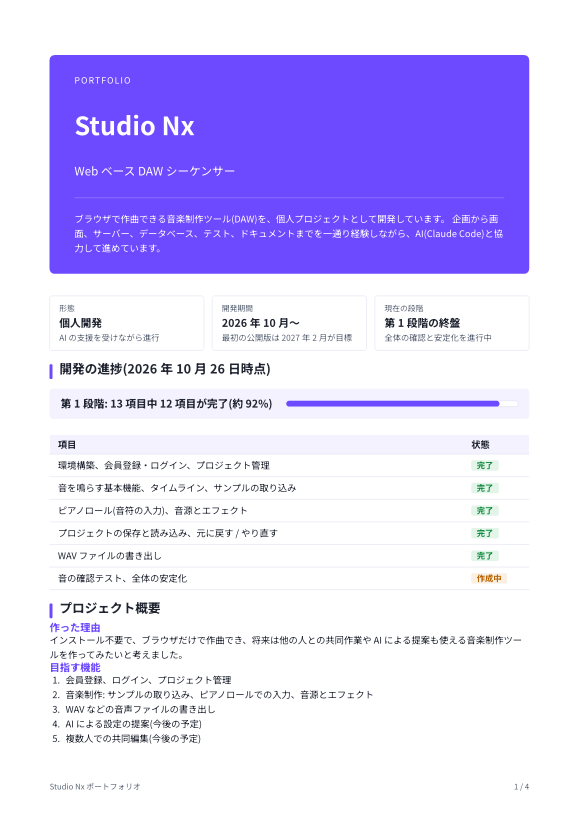 PORTFOLIO
Studio Nx
Web ベース DAW シーケンサー
ブラウザで作曲できる音楽制作ツール(DAW)を、個人プロジェクトとして開発しています。 企画から画
面、サーバー、データベース、テスト、ドキュメントまでを一通り経験しながら、AI(Claude Code)と協
力して進めています。
形態
個人開発
AI の支援を受けながら進行
開発期間
2026 年 10 月〜
最初の公開版は 2027 年 2 月が目標
現在の段階
第 1 段階の終盤
全体の確認と安定化を進行中
開発の進捗(2026 年 10 月 26 日時点)
第 1 段階: 13 項目中 12 項目が完了(約 92%)
項目 状態
環境構築、会員登録・ログイン、プロジェクト管理 完了
音を鳴らす基本機能、タイムライン、サンプルの取り込み 完了
ピアノロール(音符の入力)、音源とエフェクト 完了
プロジェクトの保存と読み込み、元に戻す / やり直す 完了
WAV ファイルの書き出し 完了
音の確認テスト、全体の安定化 作成中
プロジェクト概要
作った理由
インストール不要で、ブラウザだけで作曲でき、将来は他の人との共同作業や AI による提案も使える音楽制作ツー
ルを作ってみたいと考えました。
目指す機能
1. 会員登録、ログイン、プロジェクト管理
2. 音楽制作: サンプルの取り込み、ピアノロールでの入力、音源とエフェクト
3. WAV などの音声ファイルの書き出し
4. AI による設定の提案(今後の予定)
5. 複数人での共同編集(今後の予定)
Studio Nx ポートフォリオ
1 / 4